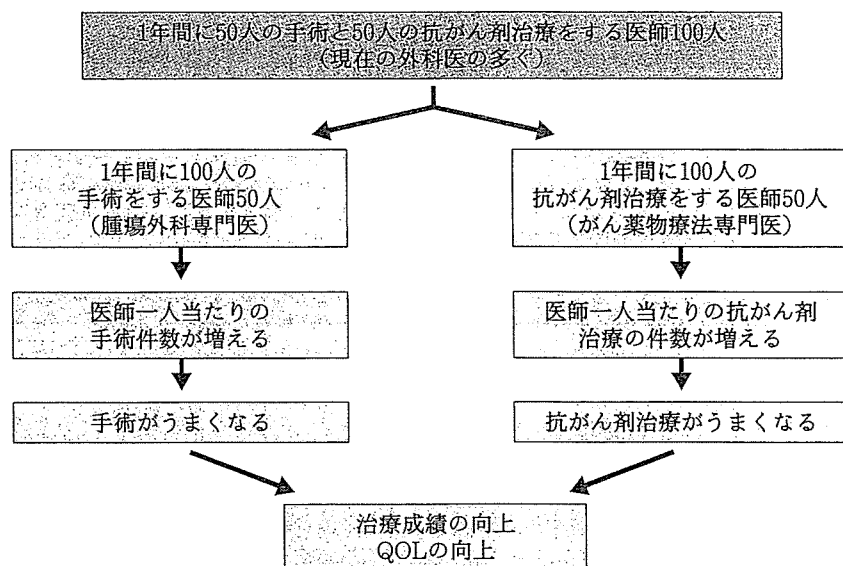 1年間に50人の手術と50人の抗がん剤治療をする医師100人
（現在の外科医の多く）
1年間に100人の
手術をする医師50人
（腫瘍外科専門医）
1年間に100人の
抗がん剤治療をする医師50人
（がん薬物療法専門医）
医師一人当たりの
手術件数が増える
医師一人当たりの抗がん剤
治療の件数が増える
手術がうまくなる
抗がん剤治療がうまくなる
治療成績の向上
QOLの向上